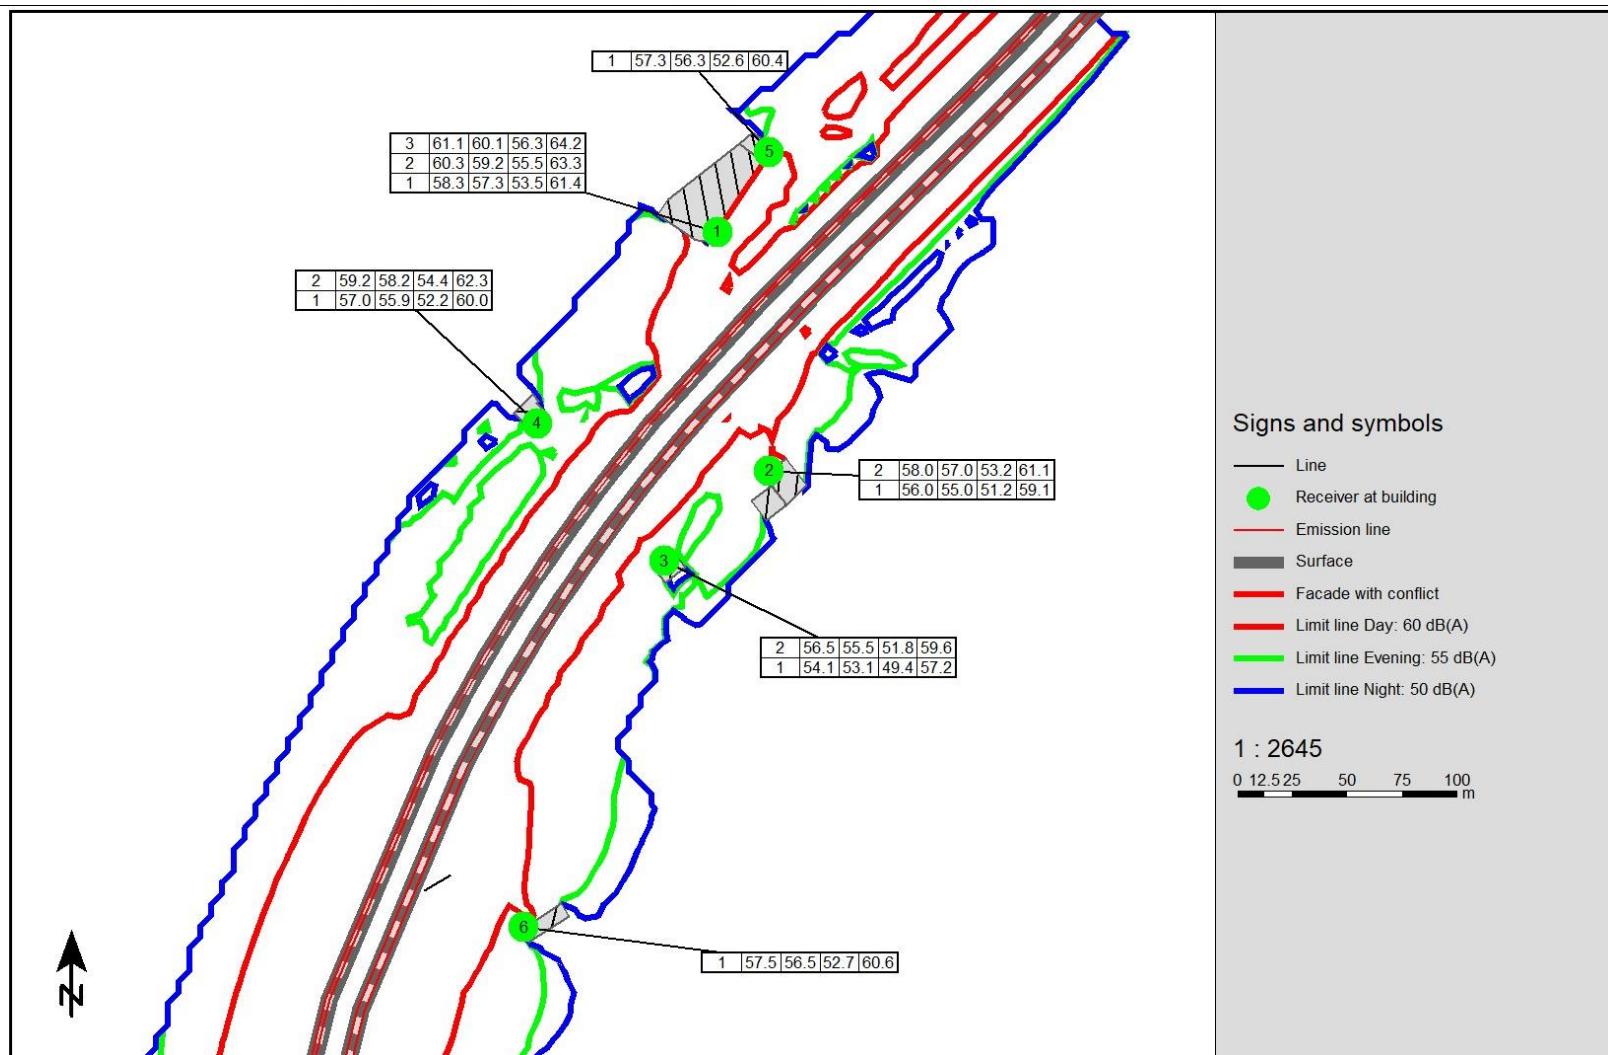 1 57.3 56.3 52.6 60.4
3 61.1 60.1 56.3 64.2
2 60.3 59.2 55.5 63.3
1 58.3 57.3 53.5 61.4
5
1
2 59.2 58.2 54.4 62.3
1 57.0 55.9 52.2 60.0
4
2
2 58.0 57.0 53.2 61.1
1 56.0 55.0 51.2 59.1
3
2 56.5 55.5 51.8 59.6
1 54.1 53.1 49.4 57.2
6
1 57.5 56.5 52.7 60.6
N
Signs and symbols
Line
Receiver at building
Emission line
Surface
Facade with conflict
Limit line Day: 60 dB(A)
Limit line Evening: 55 dB(A)
Limit line Night: 50 dB(A)
1 : 2645
0 12.5 25 50 75 100
m